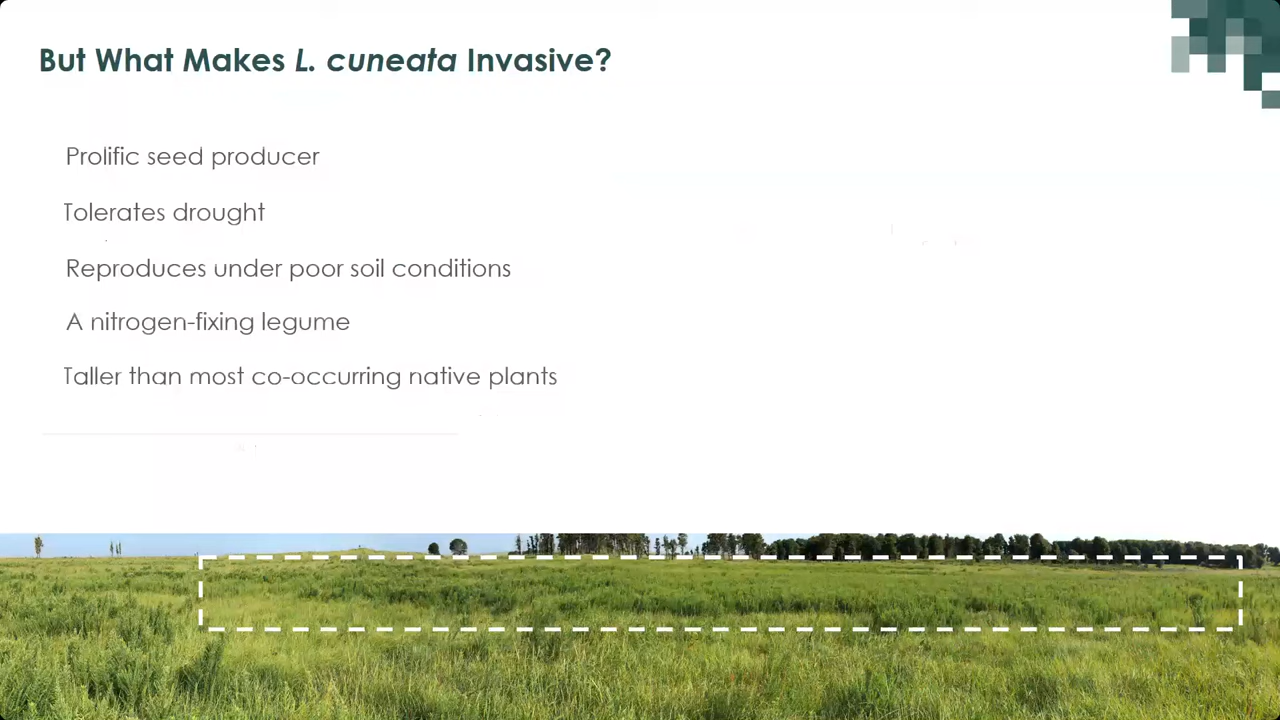 But What Makes L. cuneata Invasive?
Prolific seed producer
Tolerates drought
Reproduces under poor soil conditions
A nitrogen-fixing legume
Taller than most co-occurring native plants